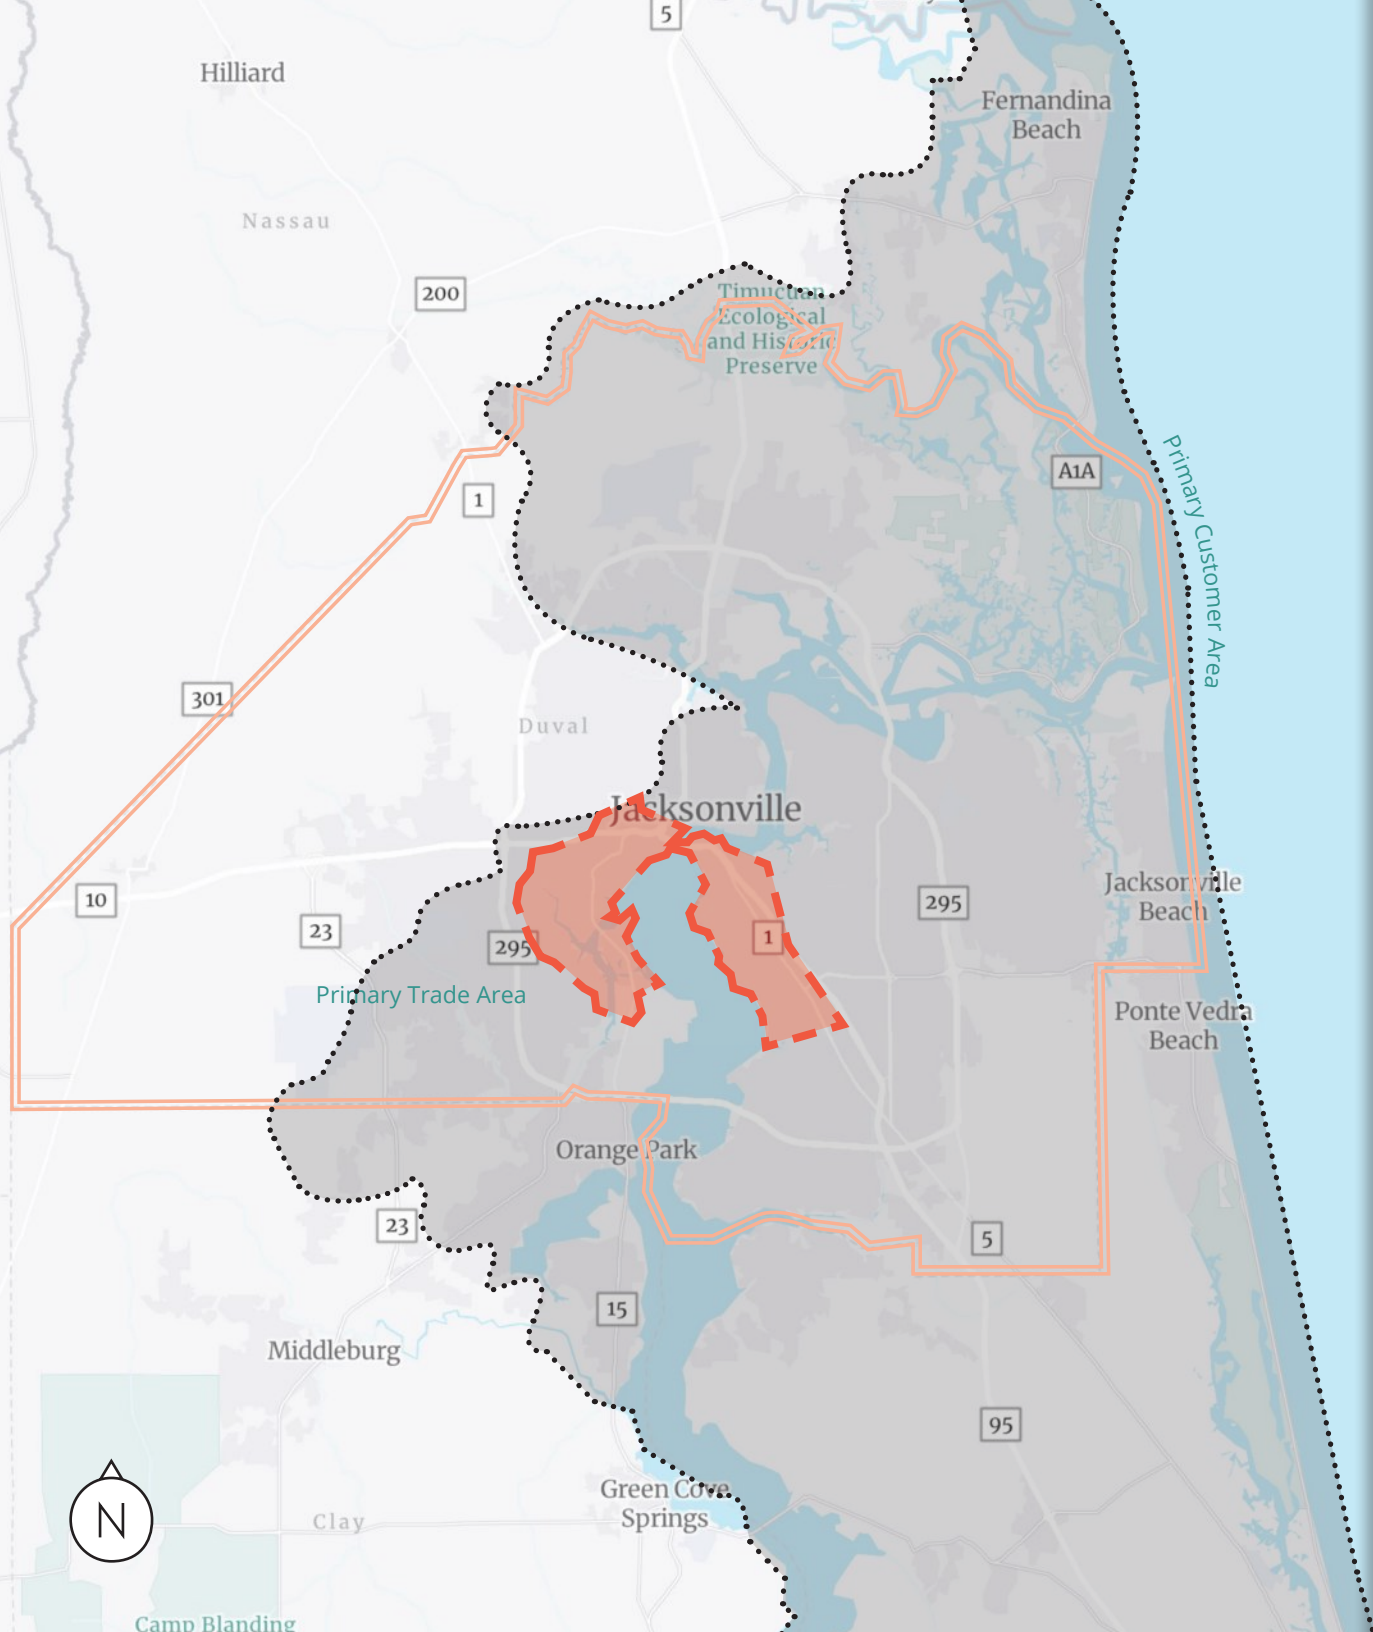 5
Hilliard
Fernandina
Beach
Nassau
200
Timucuan
Ecological
and Historic
Preserve
A1A
1
Primary Customer Area
301
Duval
Jacksonville
Jacksonville
Beach
10
23
295
1
295
Primary Trade Area
Ponte Vedra
Beach
Orange Park
23
5
15
Middleburg
95
Green Cove
Springs
N
Clay
Camp Blanding